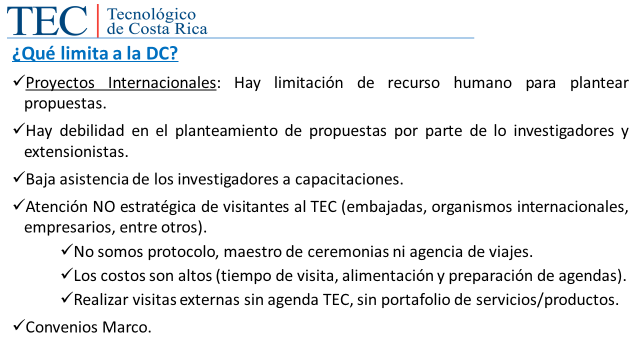 TEC Tecnológico
de Costa Rica
¿Qué limita a la DC?
✓Proyectos Internacionales: Hay limitación de recurso humano para plantear
propuestas.
✓Hay debilidad en el planteamiento de propuestas por parte de lo investigadores y
extensionistas.
✓Baja asistencia de los investigadores a capacitaciones.
✓Atención NO estratégica de visitantes al TEC (embajadas, organismos internacionales,
empresarios, entre otros).
✓No somos protocolo, maestro de ceremonias ni agencia de viajes.
✓Los costos son altos (tiempo de visita, alimentación y preparación de agendas).
✓Realizar visitas externas sin agenda TEC, sin portafolio de servicios/productos.
✓Convenios Marco.